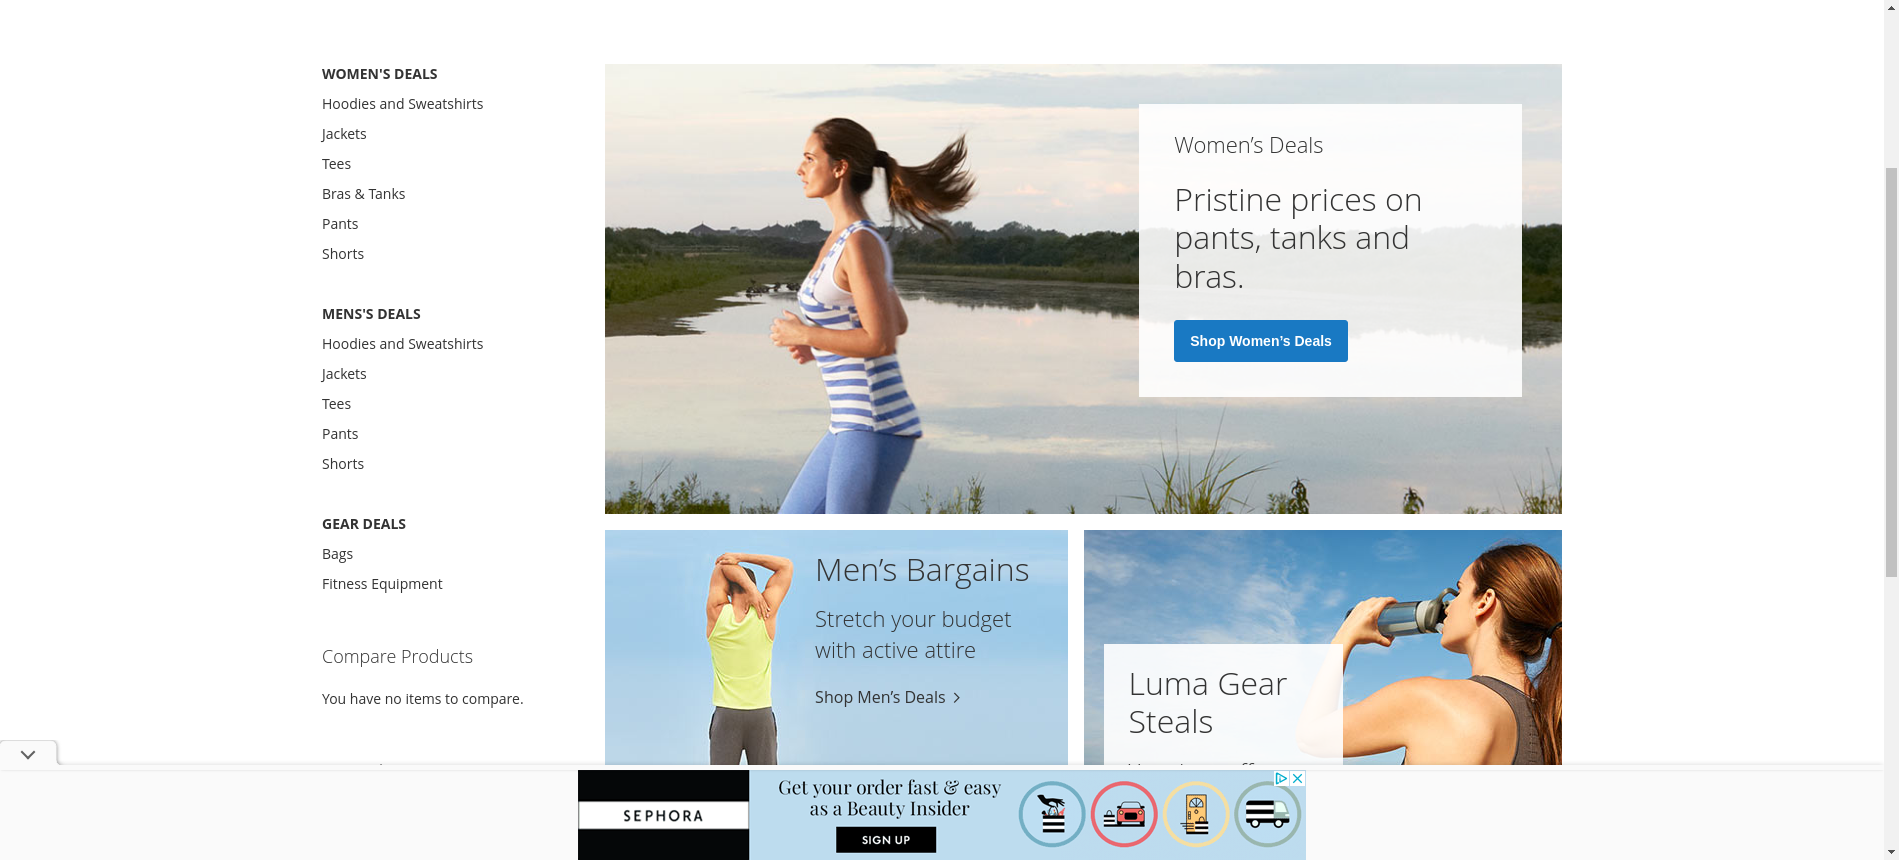 WOMEN'S DEALS
Hoodies and Sweatshirts
Jackets
Tees
Bras & Tanks
Pants
Shorts
MENS'S DEALS
Hoodies and Sweatshirts
Jackets
Tees
Pants
Shorts
GEAR DEALS
Bags
Fitness Equipment
Compare Products
You have no items to compare.
Women’s Deals
Pristine prices on
pants, tanks and
bras.
Shop Women’s Deals
Men’s Bargains
Stretch your budget
with active attire
Shop Men’s Deals
Luma Gear
Steals
SEPHORA
Get your order fast & easy
as a Beauty Insider
SIGN UP